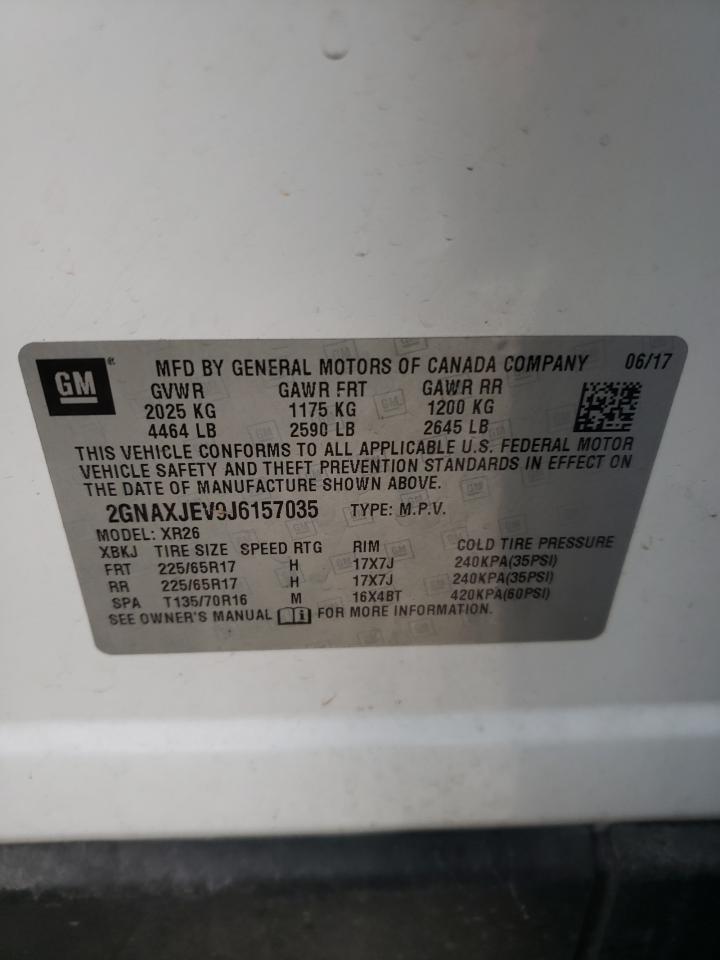 GM ®
MFD BY GENERAL MOTORS OF CANADA COMPANY 06/17
GVWR GAWR FRT GAWR RR
2025 KG 1175 KG 1200 KG
4464 LB 2590 LB 2645 LB
THIS VEHICLE CONFORMS TO ALL APPLICABLE U.S. FEDERAL MOTOR
VEHICLE SAFETY AND THEFT PREVENTION STANDARDS IN EFFECT ON
THE DATE OF MANUFACTURE SHOWN ABOVE.
2GNAXJEV9J6157035 TYPE: M.P.V.
MODEL: XR26
XBKJ TIRE SIZE SPEED RTG RIM COLD TIRE PRESSURE
FRT 225/65R17 H 17X7J 240KPA(35PSI)
RR 225/65R17 H 17X7J 240KPA(35PSI)
SPA T135/70R16 M 16X4BT 420KPA(60PSI)
SEE OWNER'S MANUAL FOR MORE INFORMATION.